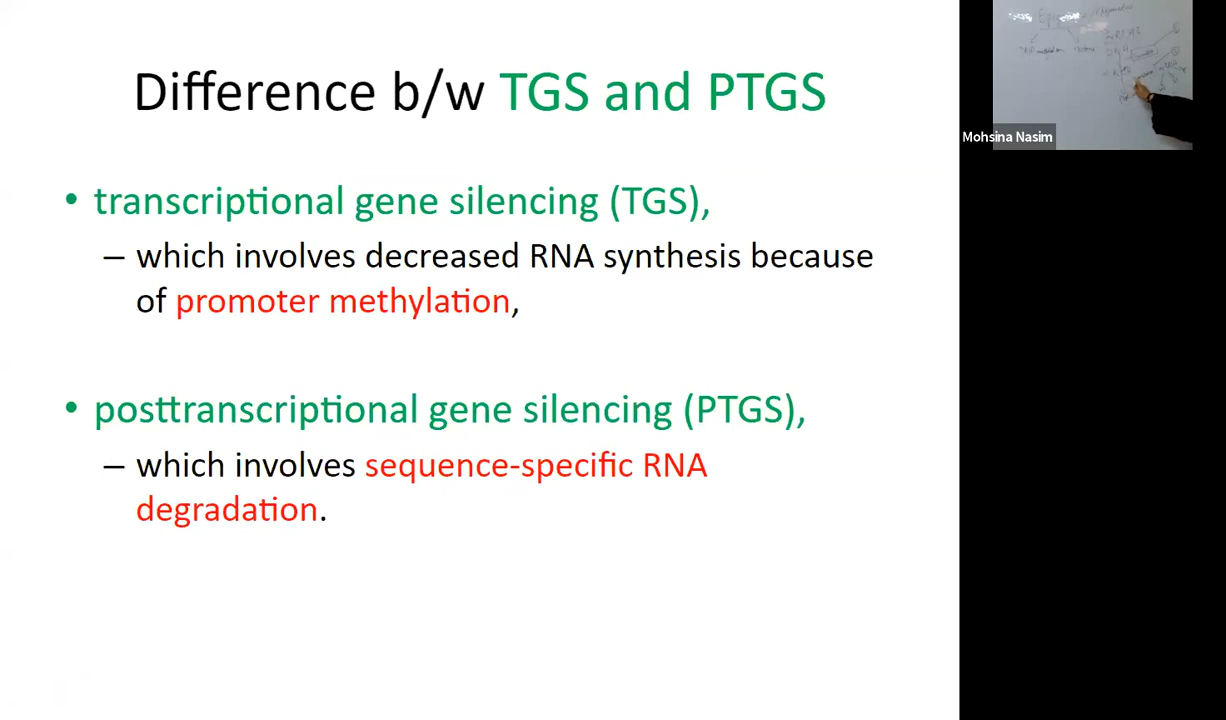 Difference b/w TGS and PTGS
• transcriptional gene silencing (TGS),
– which involves decreased RNA synthesis because
of promoter methylation,
• posttranscriptional gene silencing (PTGS),
– which involves sequence-specific RNA
degradation.
Mohsina Nasim